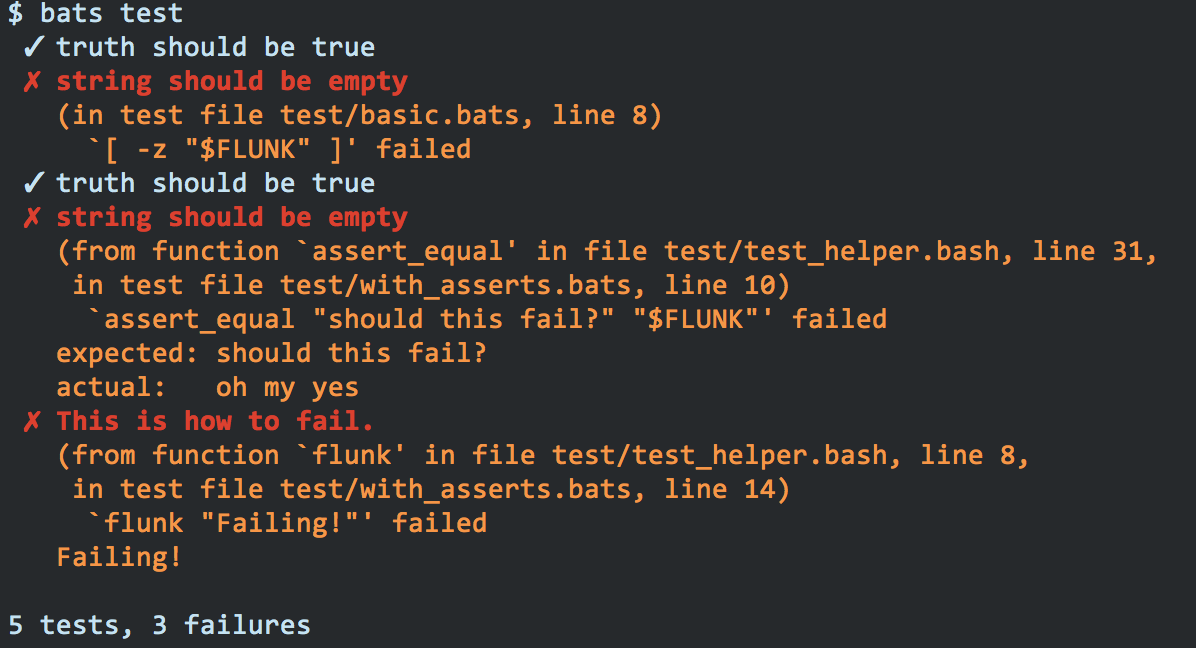 $ bats test
✓ truth should be true
✗ string should be empty
(in test file test/basic.bats, line 8)
`[ -z "$FLUNK" ]' failed
✓ truth should be true
✗ string should be empty
(from function `assert_equal' in file test/test_helper.bash, line 31,
in test file test/with_asserts.bats, line 10)
`assert_equal "should this fail?" "$FLUNK"' failed
expected: should this fail?
actual:   oh my yes
✗ This is how to fail.
(from function `flunk' in file test/test_helper.bash, line 8,
in test file test/with_asserts.bats, line 14)
`flunk "Failing!"' failed
Failing!
5 tests, 3 failures